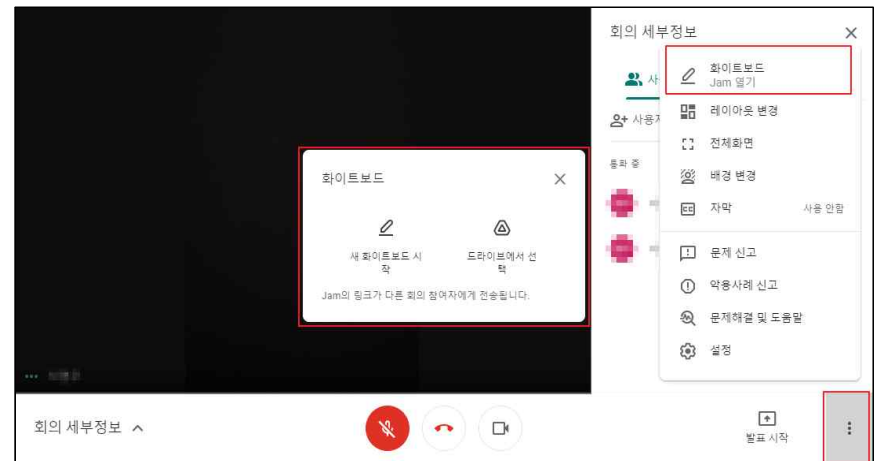 회의 세부정보
사
사용자
통화 중
화이트보드
Jam 열기
레이아웃 변경
전체화면
배경 변경
자막 사용 안함
문제 신고
악용사례 신고
문제해결 및 도움말
설정
화이트보드
새 화이트보드 시
작
드라이브에서 선
택
Jam의 링크가 다른 회의 참여자에게 전송됩니다.
회의 세부정보
발표 시작